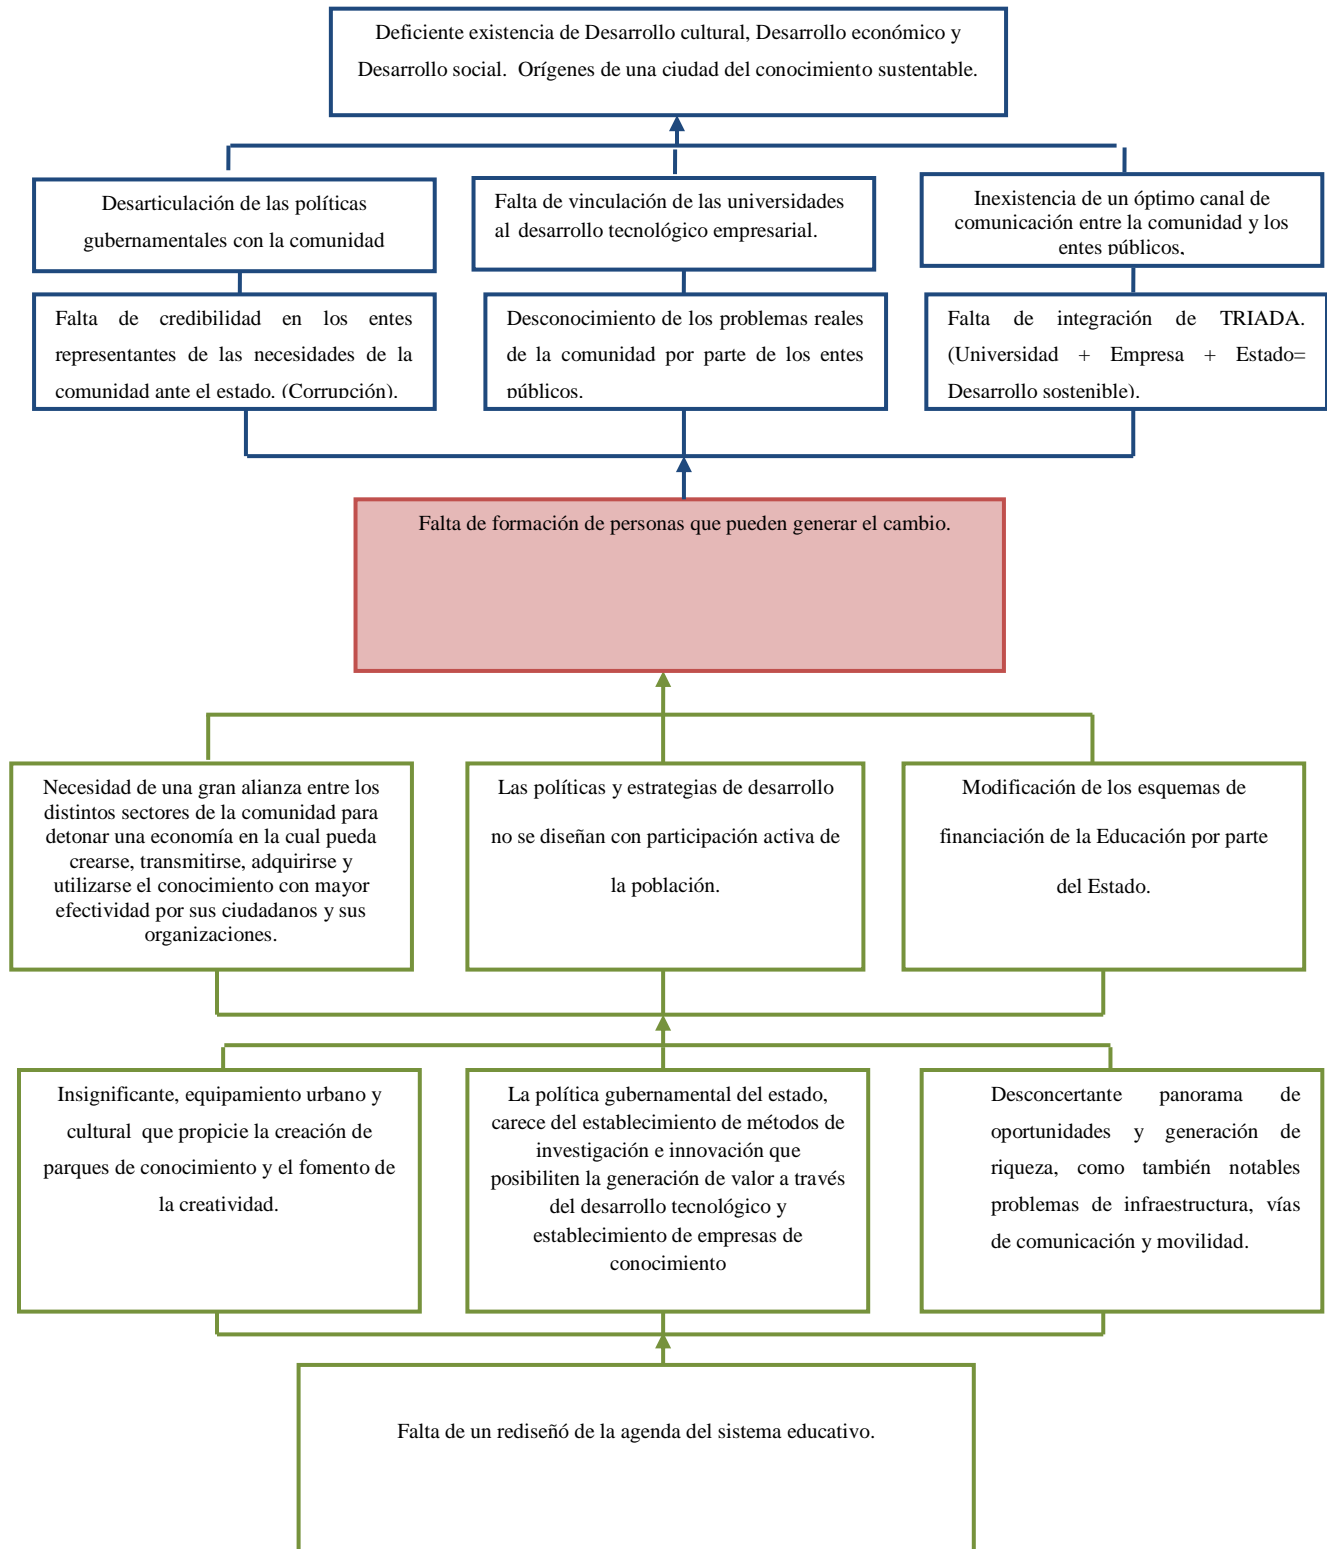 Deficiente existencia de Desarrollo cultural, Desarrollo económico y
Desarrollo social.  Orígenes de una ciudad del conocimiento sustentable.
Desarticulación de las políticas
gubernamentales con la comunidad
Falta de vinculación de las universidades
al desarrollo tecnológico empresarial.
Inexistencia de un óptimo canal de
comunicación entre la comunidad y los
entes públicos,
Falta de credibilidad en los entes
representantes de las necesidades de la
comunidad ante el estado. (Corrupción).
Desconocimiento de los problemas reales
de la comunidad por parte de los entes
públicos.
Falta de integración de TRIADA.
(Universidad + Empresa + Estado=
Desarrollo sostenible).
Falta de formación de personas que pueden generar el cambio.
Necesidad de una gran alianza entre los
distintos sectores de la comunidad para
detonar una economía en la cual pueda
crearse, transmitirse, adquirirse y
utilizarse el conocimiento con mayor
efectividad por sus ciudadanos y sus
organizaciones.
Las políticas y estrategias de desarrollo
no se diseñan con participación activa de
la población.
Modificación de los esquemas de
financiación de la Educación por parte
del Estado.
Insignificante, equipamiento urbano y
cultural  que propicie la creación de
parques de conocimiento y el fomento de
la creatividad.
La política gubernamental del estado,
carece del establecimiento de métodos de
investigación e innovación que
posibiliten la generación de valor a través
del desarrollo tecnológico y
establecimiento de empresas de
conocimiento
Desconcertante panorama de
oportunidades y generación de
riqueza, como también notables
problemas de infraestructura, vías
de comunicación y movilidad.
Falta de un rediseñó de la agenda del sistema educativo.